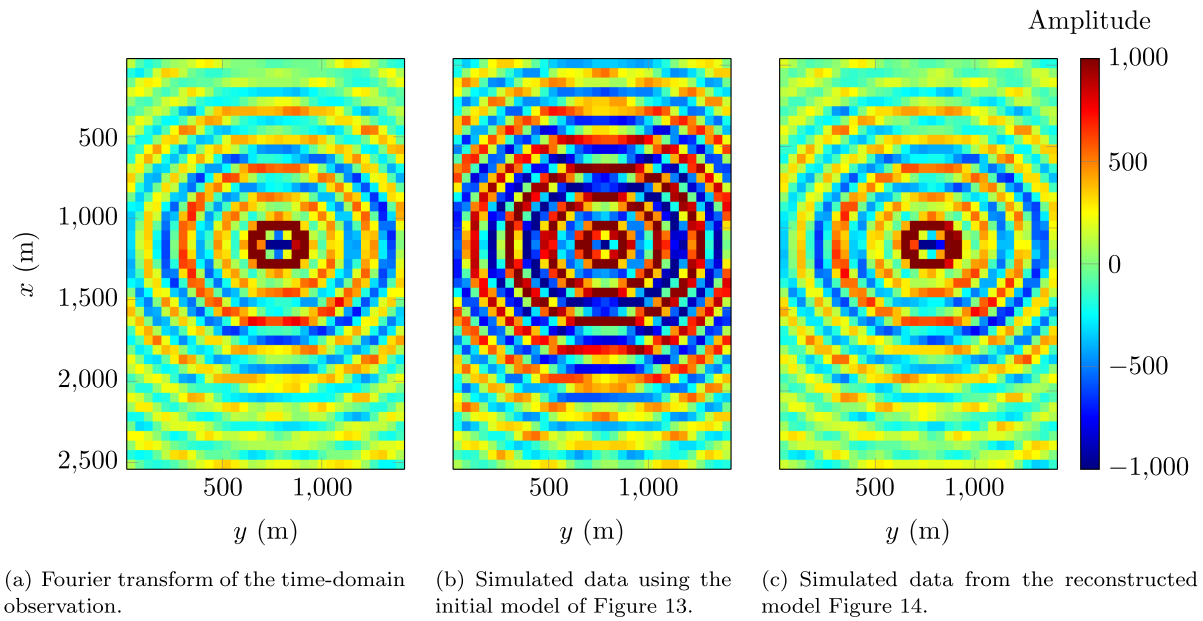 Amplitude
1,000
500
0
−500
−1,000
x (m)
500
1,000
1,500
2,000
2,500
500 1,000
500 1,000
500 1,000
y (m)
y (m)
y (m)
(a) Fourier transform of the time-domain
observation.
(b) Simulated data using the
initial model of Figure 13.
(c) Simulated data from the reconstructed
model Figure 14.